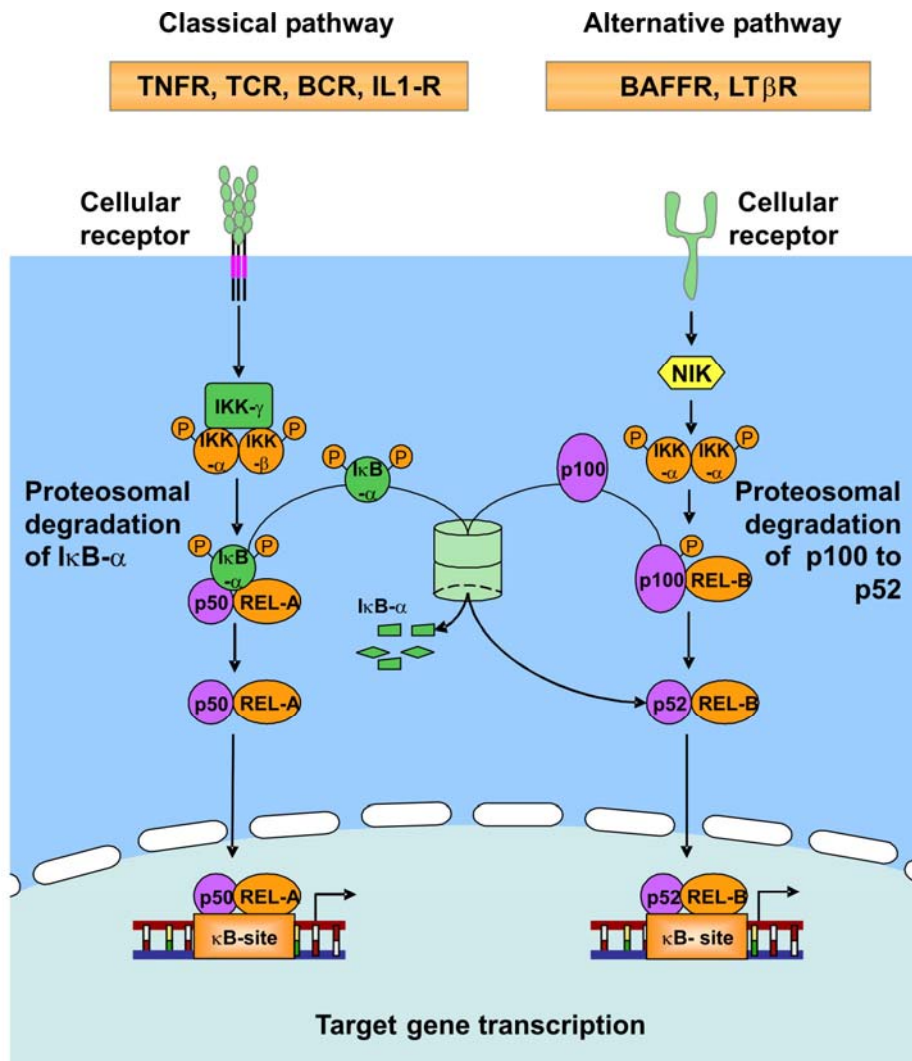 Classical pathway
Alternative pathway
TNFR, TCR, BCR, IL1-R
BAFFR, LTβR
Cellular
receptor
Cellular
receptor
NIK
IKK-γ
P
IKK
-α
IKK
-β
P
P
IκB
-α
P
p100
P
IKK
-α
IKK
-α
P
Proteosomal
degradation
of IκB-α
Proteosomal
degradation
of p100 to
p52
P
IκB
-α
P
p50
REL-A
P
p100
REL-B
IκB-α
p50
REL-A
p52
REL-B
p50
REL-A
κB-site
p52
REL-B
κB- site
Target gene transcription